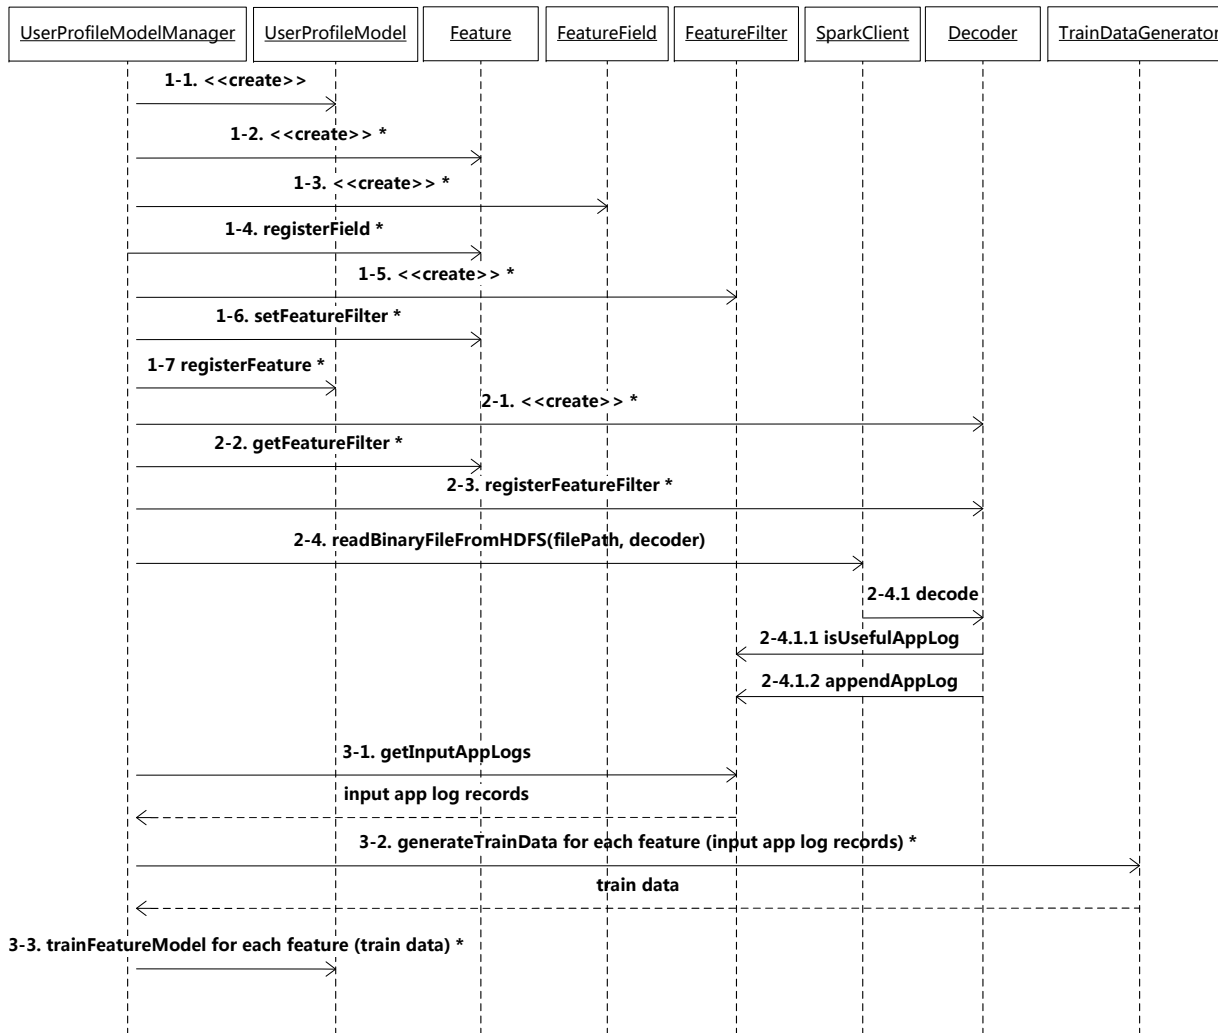 UserProfileModelManager
UserProfileModel
Feature
FeatureField
FeatureFilter
SparkClient
Decoder
TrainDataGenerator
1-1. <<create>>
1-2. <<create>> *
1-3. <<create>> *
1-4. registerField *
1-5. <<create>> *
1-6. setFeatureFilter *
1-7 registerFeature *
2-1. <<create>> *
2-2. getFeatureFilter *
2-3. registerFeatureFilter *
2-4. readBinaryFileFromHDFS(filePath, decoder)
2-4.1 decode
2-4.1.1 isUsefulAppLog
2-4.1.2 appendAppLog
3-1. getInputAppLogs
input app log records
3-2. generateTrainData for each feature (input app log records) *
train data
3-3. trainFeatureModel for each feature (train data) *